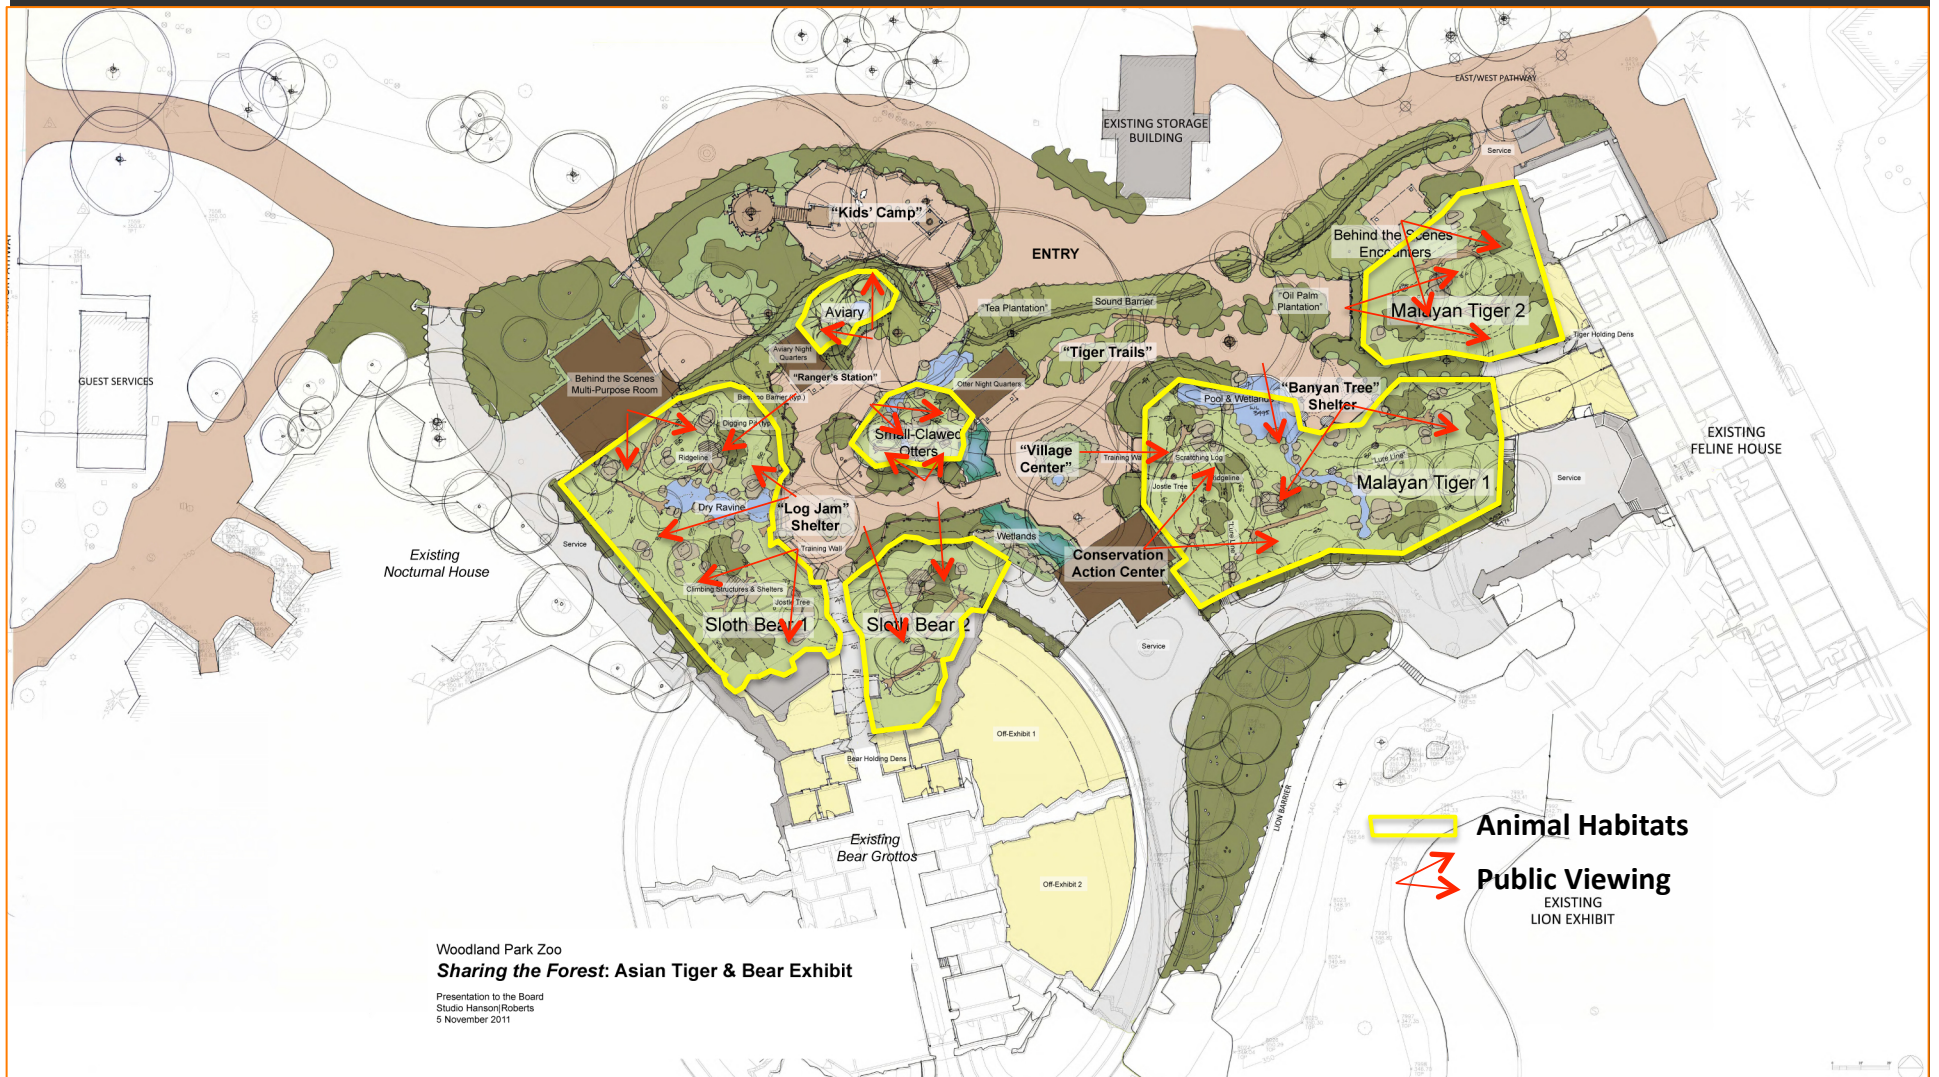 EAST/WEST PATHWAY
EXISTING STORAGE
BUILDING
Service
"Kids' Camp"
Behind the Scenes
Encounters
ENTRY
"Oil Palm
Plantation"
Sound Barrier
"Tea Plantation"
Aviary
Malayan Tiger 2
Tiger Holding Dens
Aviary Night
Quarters
"Tiger Trails"
"Ranger's Station"
Otter Night Quarters
Behind the Scenes
Multi-Purpose Room
GUEST SERVICES
"Banyan Tree"
Shelter
Pool & Wetland
Digging Pit (typ.)
Small-Clawed
Otters
EXISTING
FELINE HOUSE
"Village
Center"
Training Wall
Scratching Log
Ridgeline
Ridgeline
"Lure Line"
Jostle Tree
Malayan Tiger 1
Service
Dry Ravine
"Log Jam"
Shelter
"Lure Line"
Wetlands
Service
Training Wall
Existing
Nocturnal House
Conservation
Action Center
Climbing Structures & Shelters
Jostle Tree
Sloth Bear 1
Sloth Bear 2
Service
Off-Exhibit 1
Bear Holding Dens
LION BARRIER
Existing
Bear Grottos
Off-Exhibit 2
Animal Habitats
Public Viewing
EXISTING
LION EXHIBIT
Woodland Park Zoo
Sharing the Forest: Asian Tiger & Bear Exhibit
Presentation to the Board
Studio Hanson|Roberts
5 November 2011